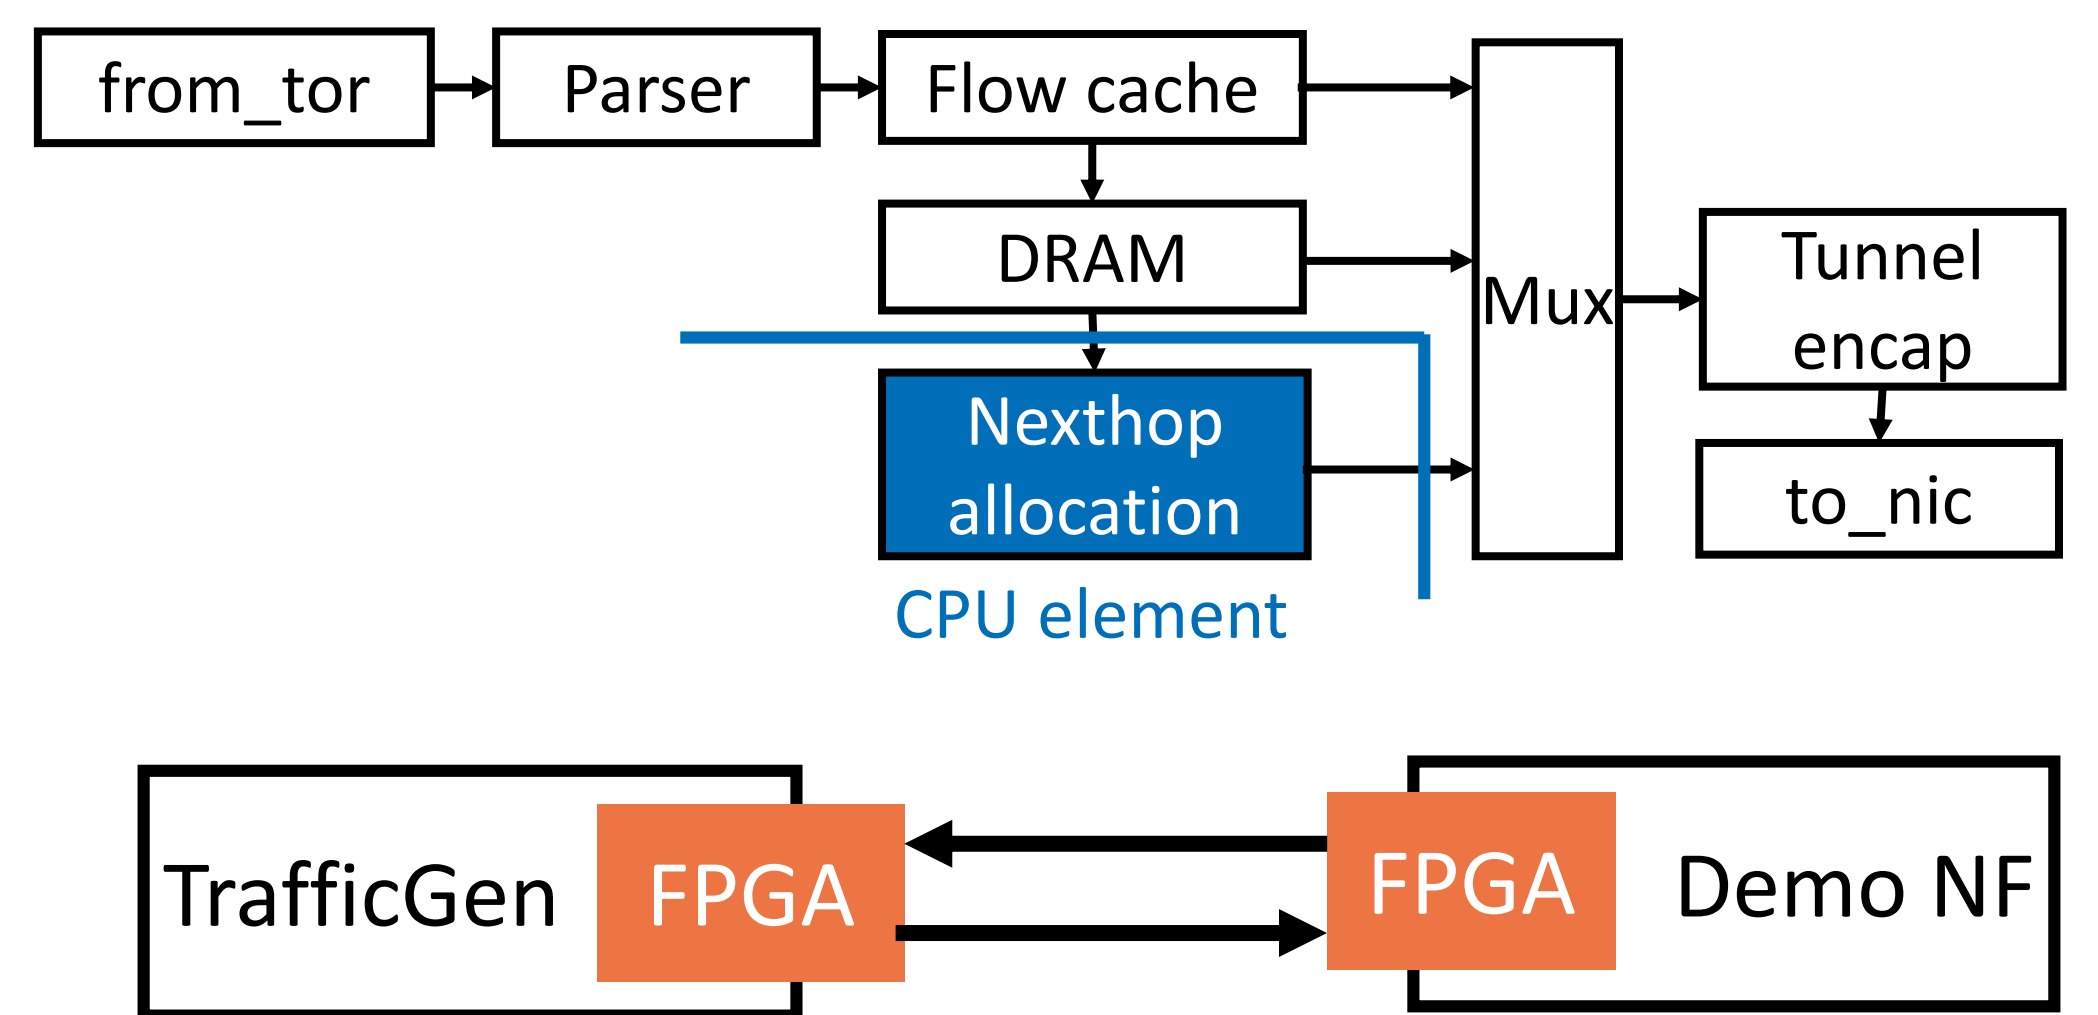 from_tor
Parser
Flow cache
DRAM
Mux
Tunnel
encap
Nexthop
allocation
to_nic
CPU element
TrafficGen
FPGA
FPGA
Demo NF